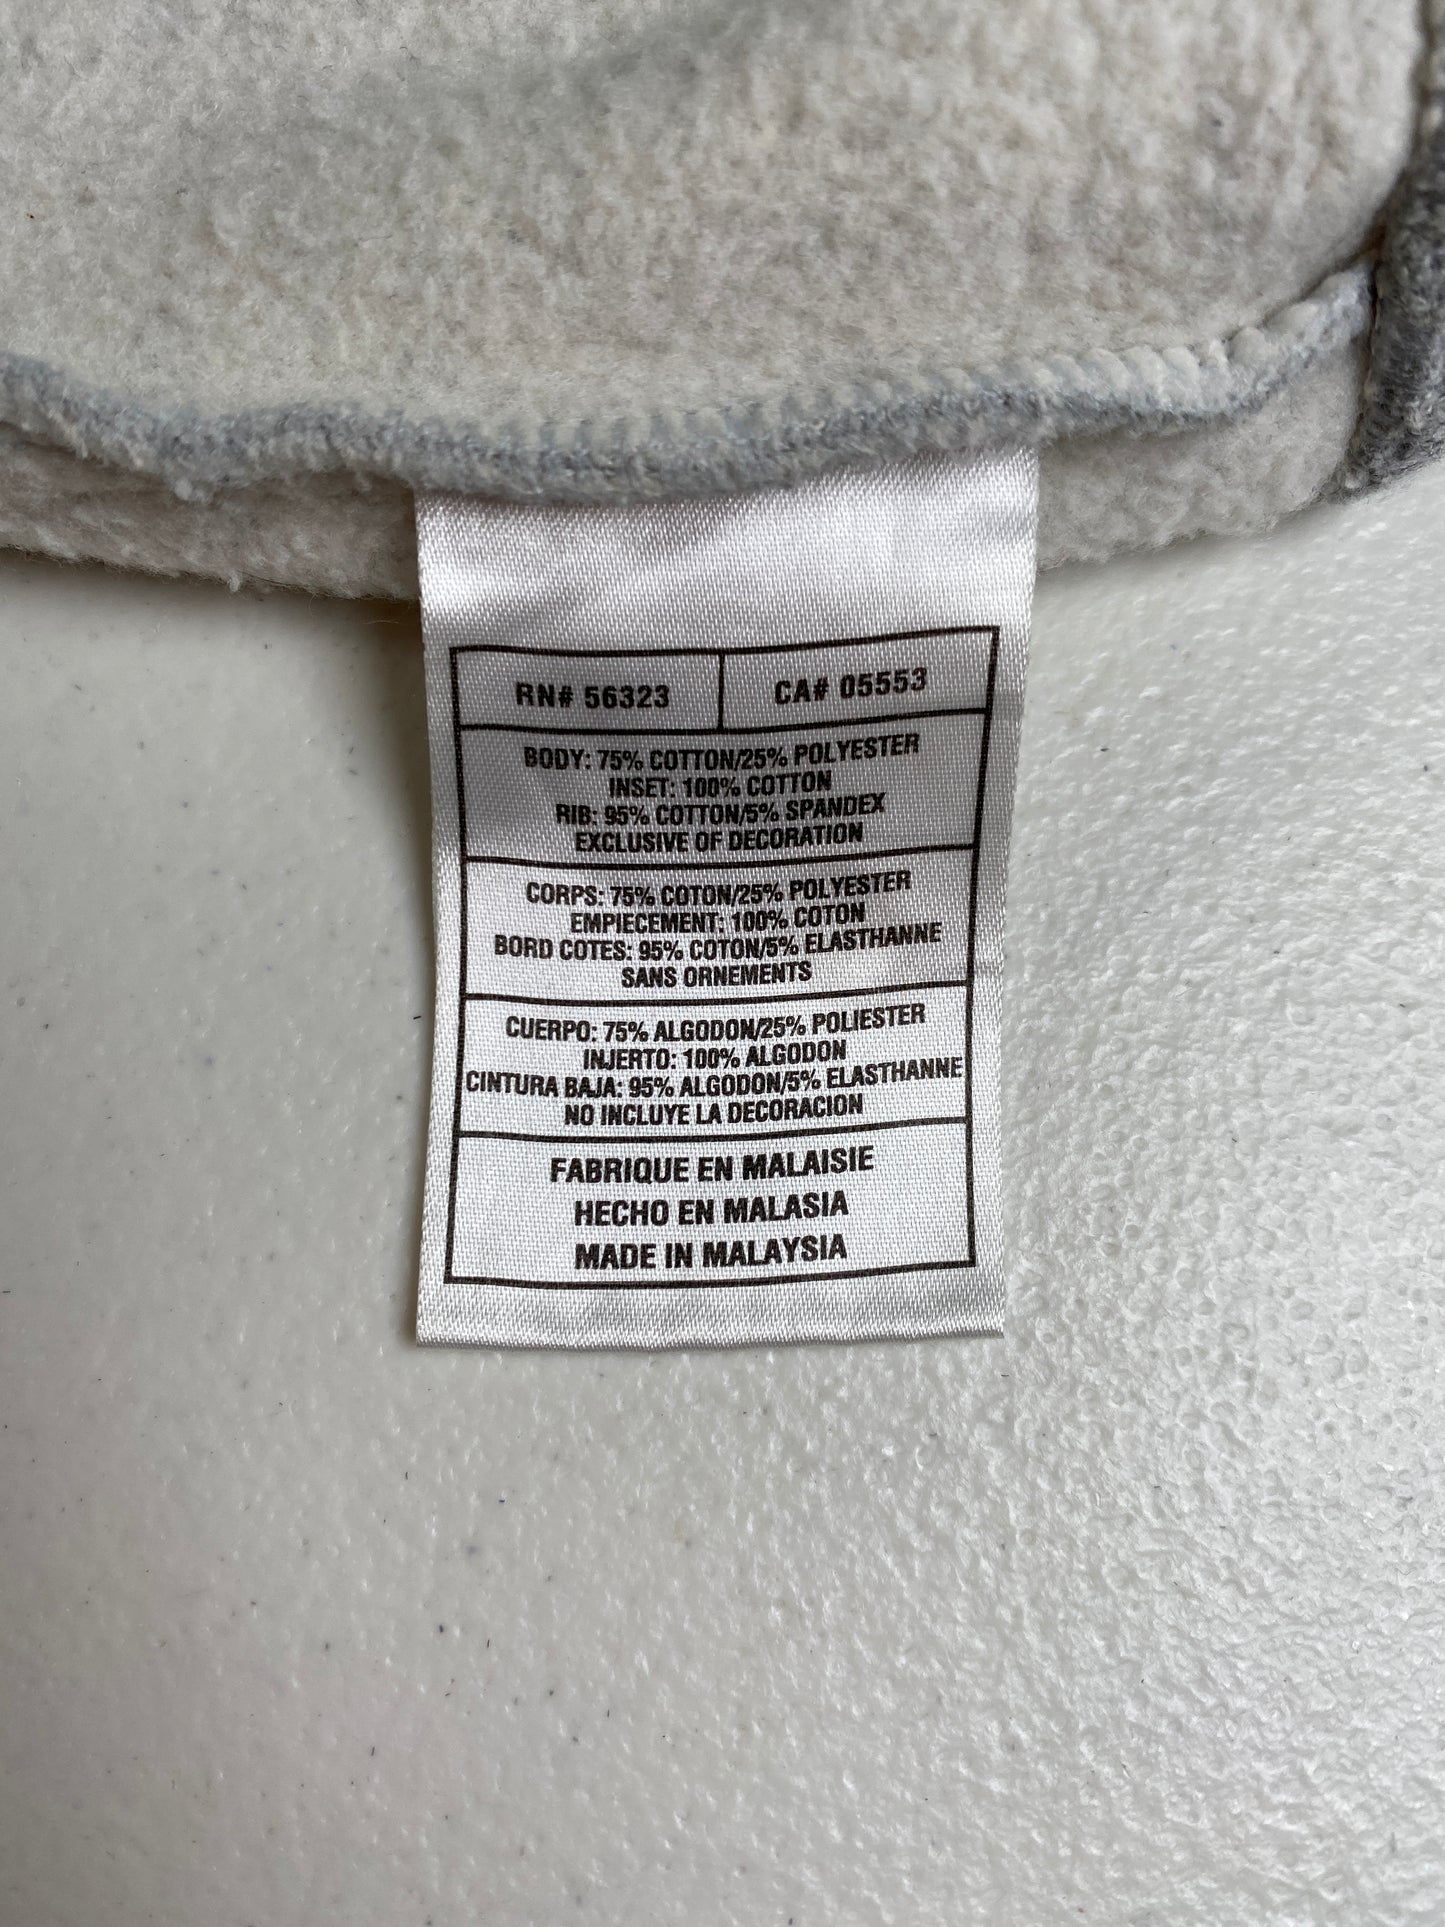 RN# 56323 CA# 05553
BODY: 75% COTTON/25% POLYESTER
INSET: 100% COTTON
RIB: 95% COTTON/5% SPANDEX
EXCLUSIVE OF DECORATION
CORPS: 75% COTON/25% POLYESTER
EMPIECEMENT: 100% COTON
BORD COTES: 95% COTON/5% ELASTHANNE
SANS ORNEMENTS
CUERPO: 75% ALGODON/25% POLIESTER
INJERTO: 100% ALGODON
CINTURA BAJA: 95% ALGODON/5% ELASTHANNE
NO INCLUYE LA DECORACION
FABRIQUE EN MALAISIE
HECHO EN MALASIA
MADE IN MALAYSIA